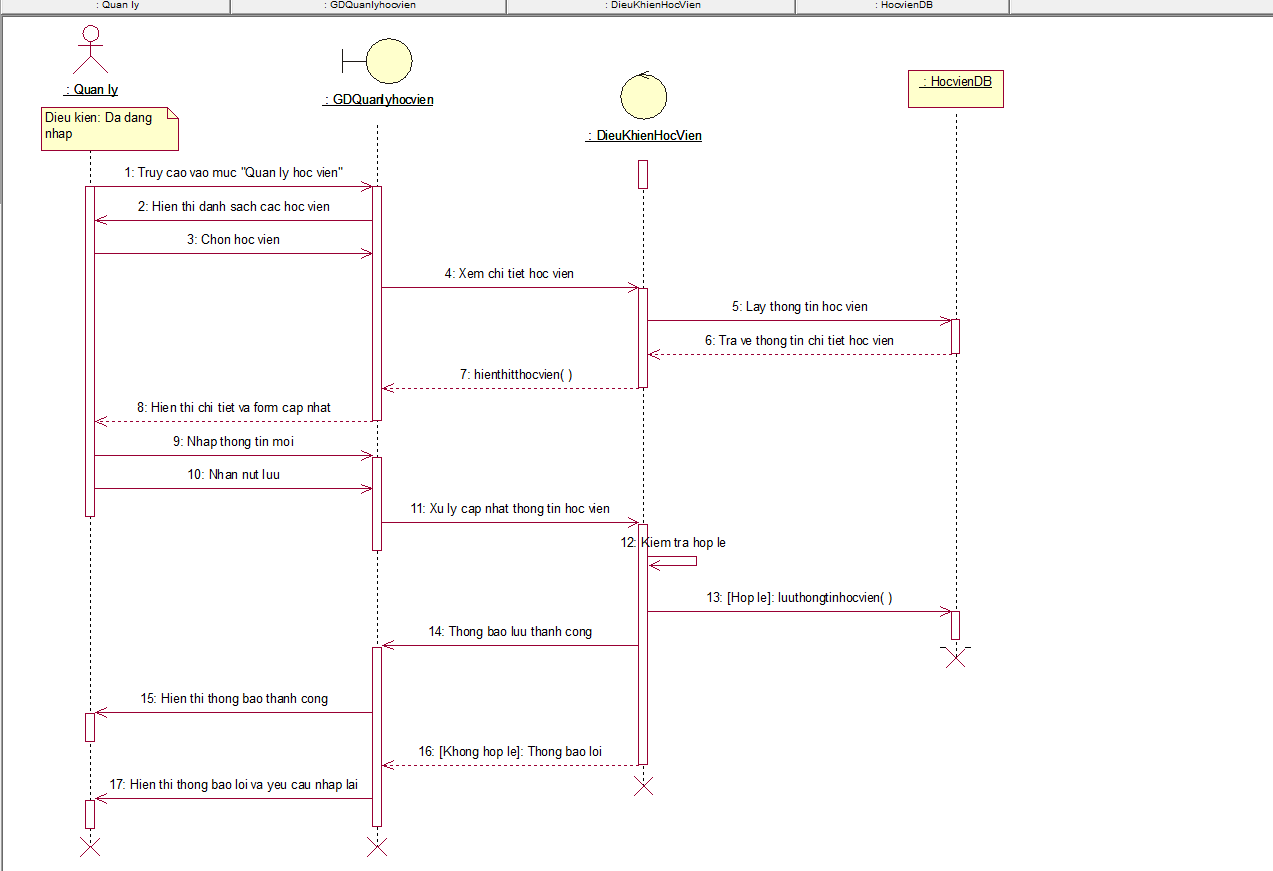 : Quan ly
: GDQuanlyhocvien
: DieuKhienHocVien
: HocvienDB
: Quan ly
: GDQuanlyhocvien
: DieuKhienHocVien
: HocvienDB
Dieu kien: Da dang
nhap
1: Truy cao vao muc "Quan ly hoc vien"
2: Hien thi danh sach cac hoc vien
3: Chon hoc vien
4: Xem chi tiet hoc vien
5: Lay thong tin hoc vien
6: Tra ve thong tin chi tiet hoc vien
7: hienthitthocvien( )
8: Hien thi chi tiet va form cap nhat
9: Nhap thong tin moi
10: Nhan nut luu
11: Xu ly cap nhat thong tin hoc vien
12: Kiem tra hop le
13: [Hop le]: luuthongtinhocvien( )
14: Thong bao luu thanh cong
15: Hien thi thong bao thanh cong
16: [Khong hop le]: Thong bao loi
17: Hien thi thong bao loi va yeu cau nhap lai